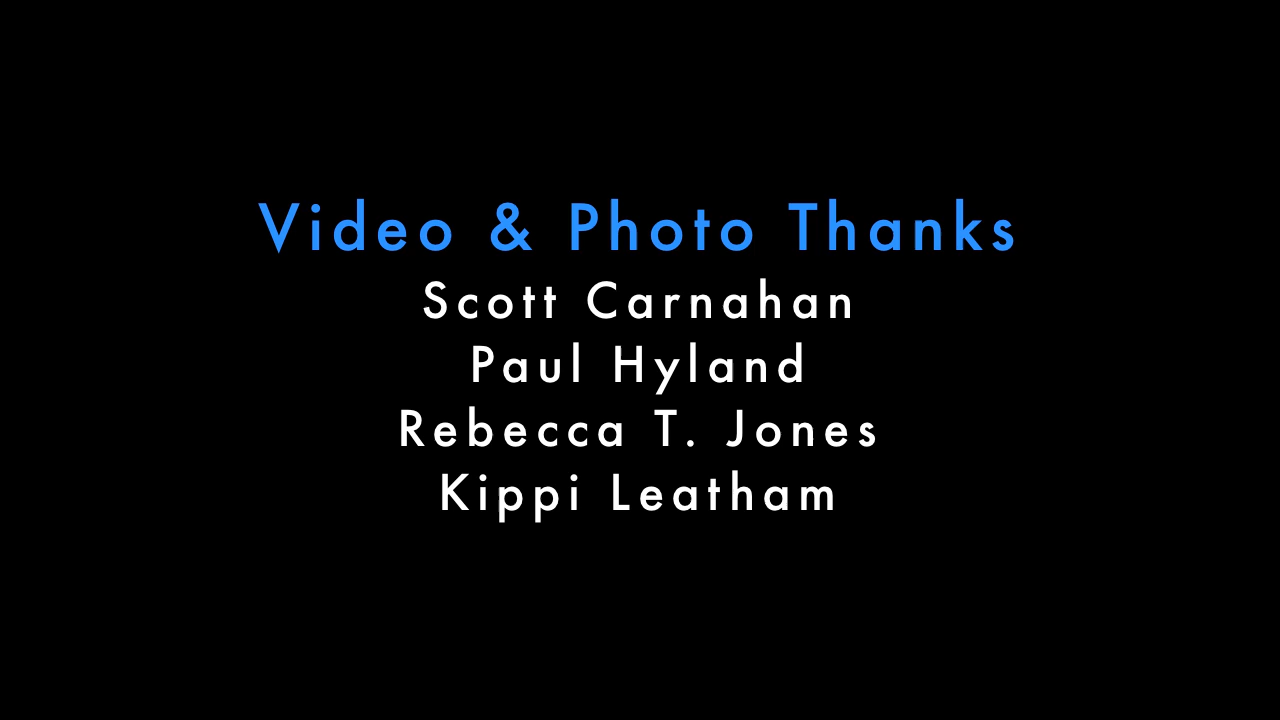 Video & Photo Thanks
Scott Carnahan
Paul Hyland
Rebecca T. Jones
Kippi Leatham